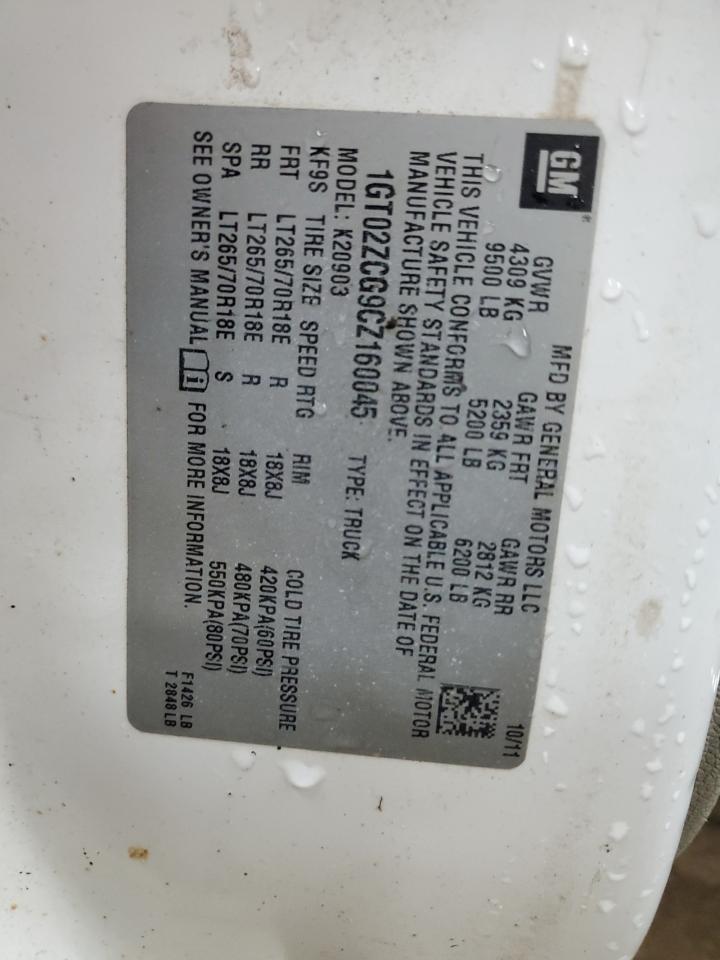 GM®
MFD BY GENERAL MOTORS LLC 10/11
GVWR GAWR FRT GAWR RR
4309 KG 2359 KG 2812 KG
9500 LB 5200 LB 6200 LB
THIS VEHICLE CONFORMS TO ALL APPLICABLE U.S. FEDERAL MOTOR
VEHICLE SAFETY STANDARDS IN EFFECT ON THE DATE OF
MANUFACTURE SHOWN ABOVE.
1GT02ZCG9CZ160045 TYPE: TRUCK
MODEL: K20903
KF9S TIRE SIZE SPEED RTG RIM COLD TIRE PRESSURE
FRT LT265/70R18E R 18X8J 420KPA(60PSI)
RR LT265/70R18E R 18X8J 480KPA(70PSI)
SPA LT265/70R18E S 18X8J 550KPA(80PSI)
SEE OWNER'S MANUAL i FOR MORE INFORMATION.
F1426 LB
T 2848 LB